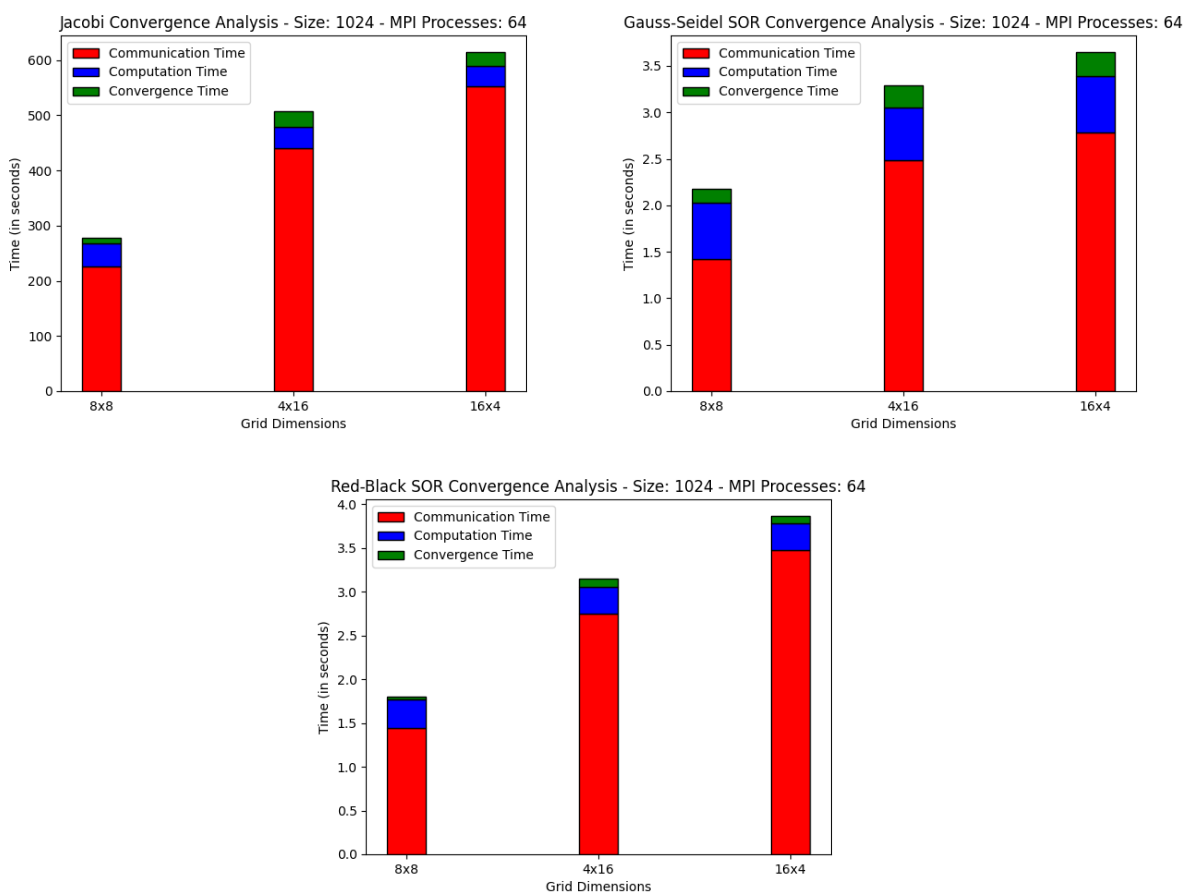 Jacobi Convergence Analysis - Size: 1024 - MPI Processes: 64
Communication Time
Computation Time
Convergence Time
Time (in seconds)
600
500
400
300
200
100
0
8x8
4x16
16x4
Grid Dimensions
Gauss-Seidel SOR Convergence Analysis - Size: 1024 - MPI Processes: 64
Communication Time
Computation Time
Convergence Time
Time (in seconds)
3.5
3.0
2.5
2.0
1.5
1.0
0.5
0.0
8x8
4x16
16x4
Grid Dimensions
Red-Black SOR Convergence Analysis - Size: 1024 - MPI Processes: 64
Communication Time
Computation Time
Convergence Time
Time (in seconds)
4.0
3.5
3.0
2.5
2.0
1.5
1.0
0.5
0.0
8x8
4x16
16x4
Grid Dimensions